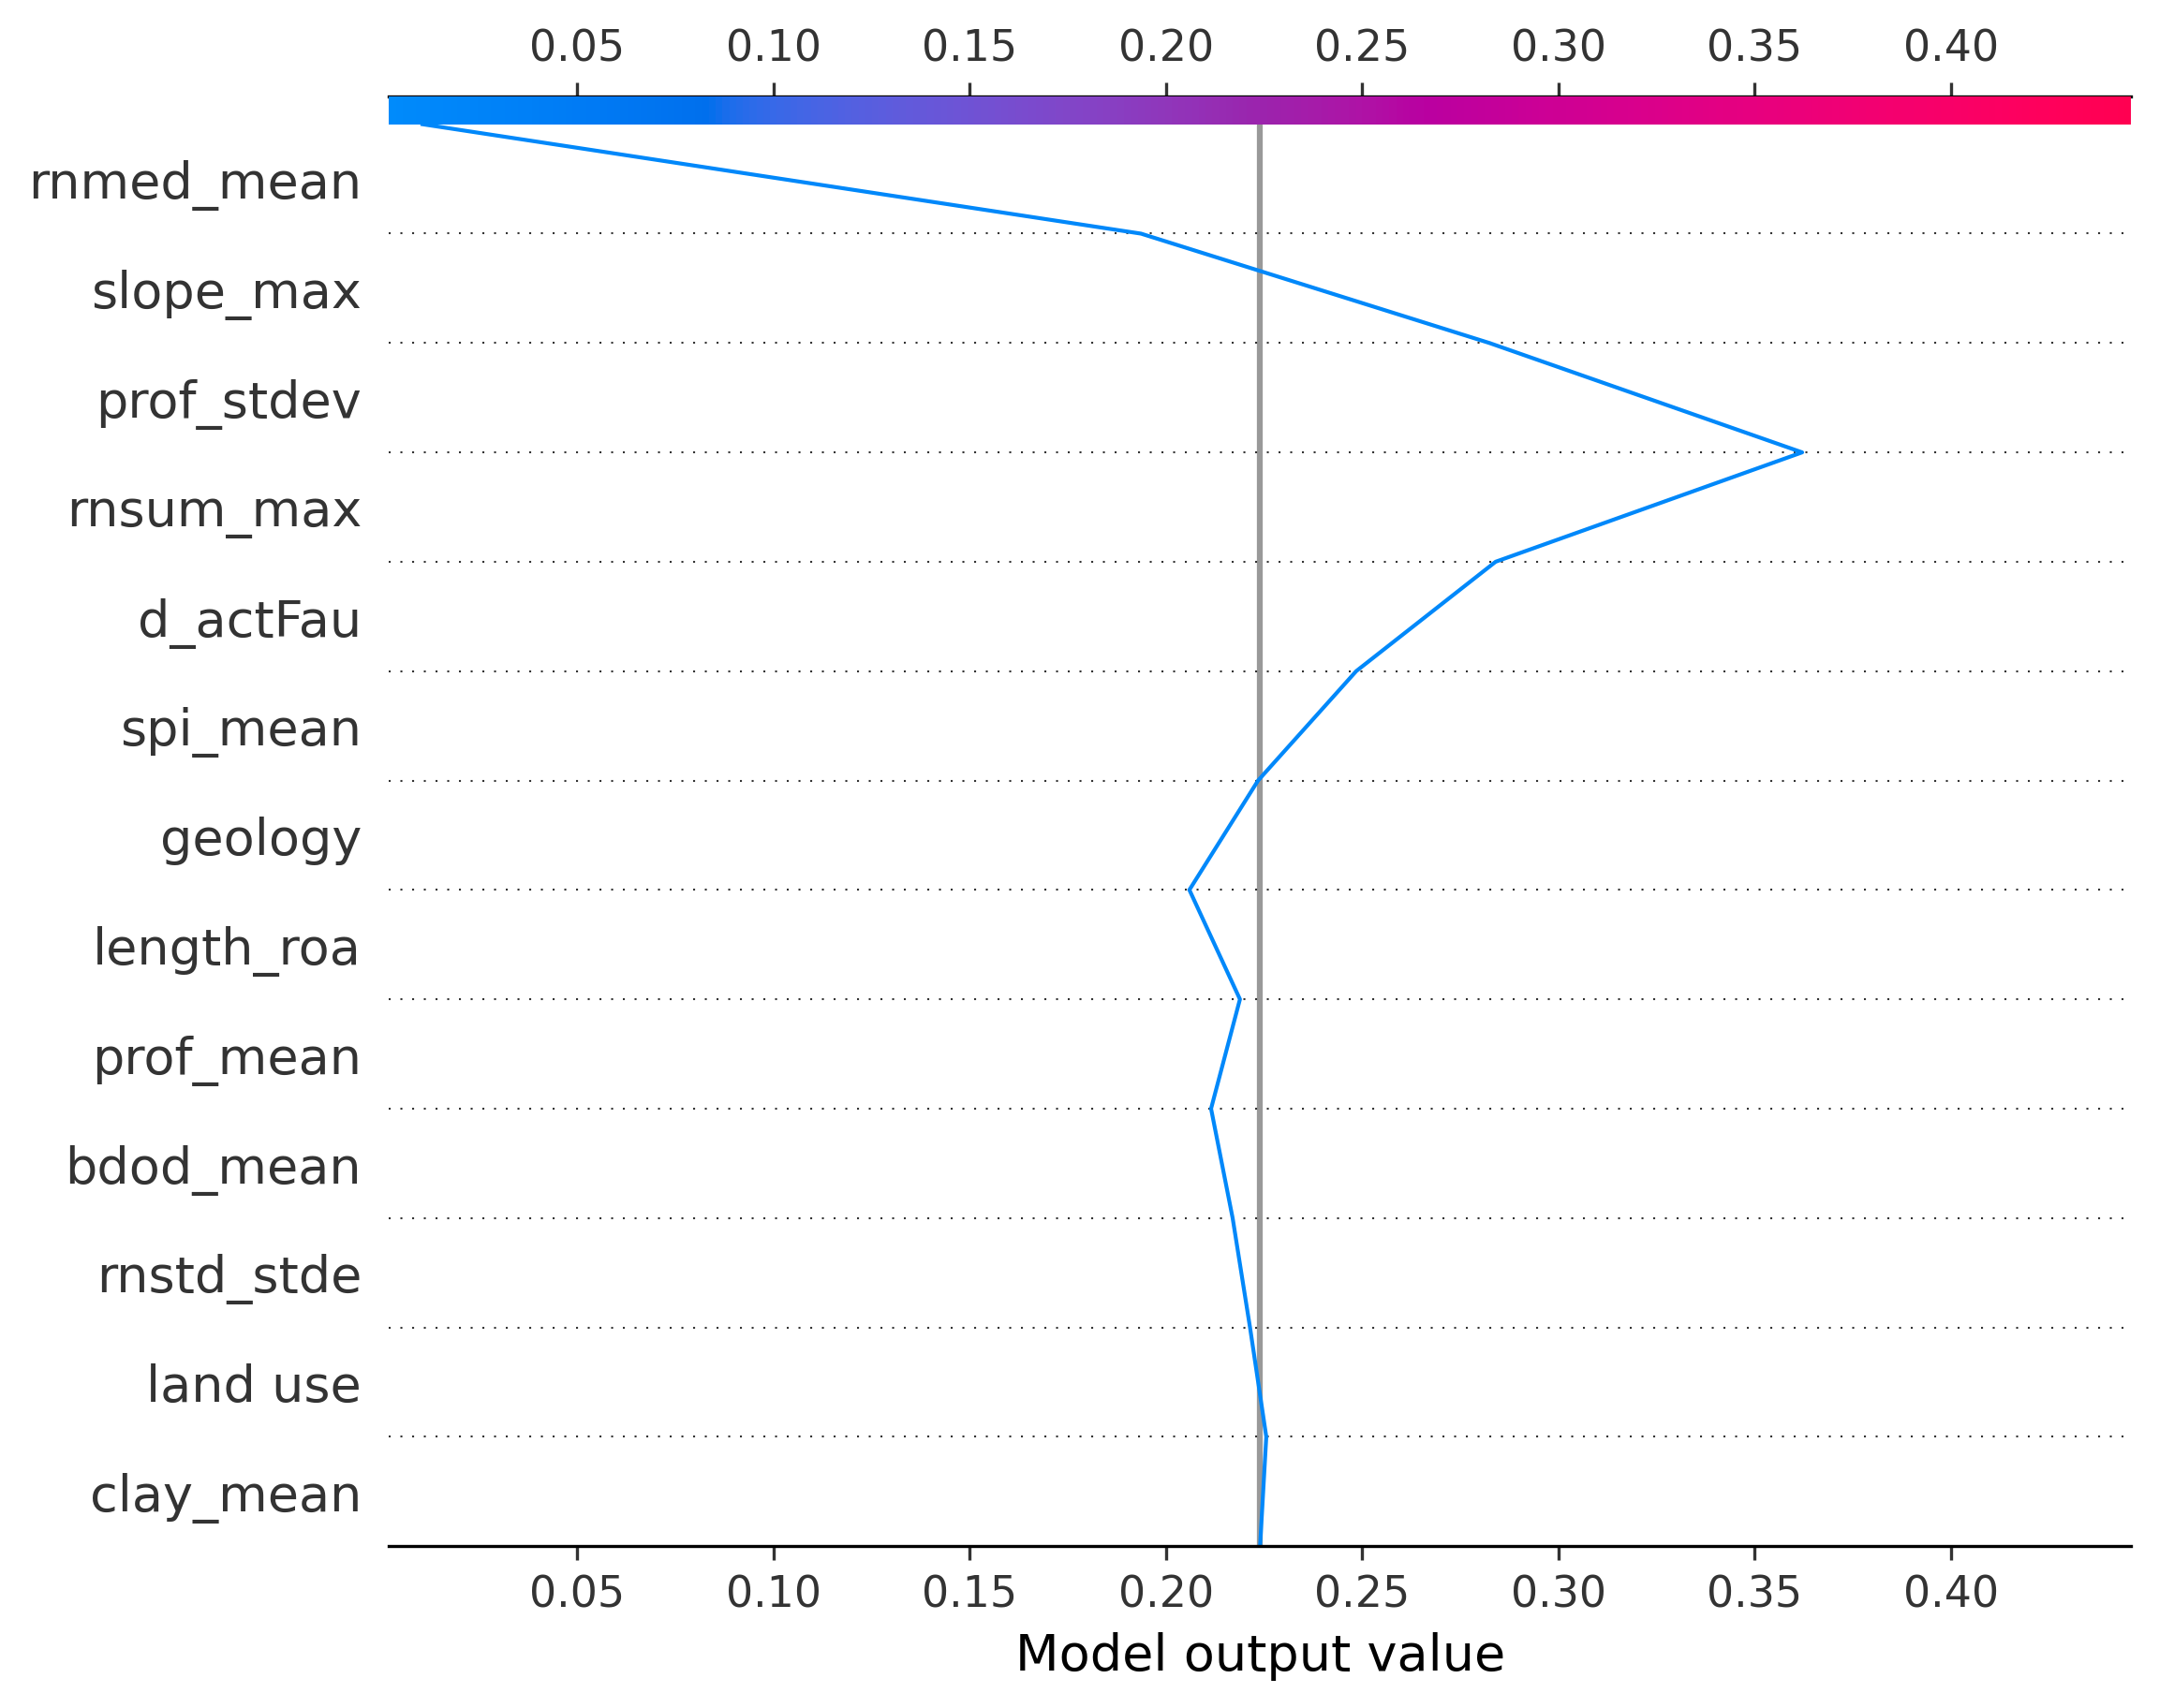 0.05 0.10 0.15 0.20 0.25 0.30 0.35 0.40
rnmed_mean
slope_max
prof_stdev
rnsum_max
d_actFau
spi_mean
geology
length_roa
prof_mean
bdod_mean
rnstd_stde
land use
clay_mean
0.05 0.10 0.15 0.20 0.25 0.30 0.35 0.40
Model output value